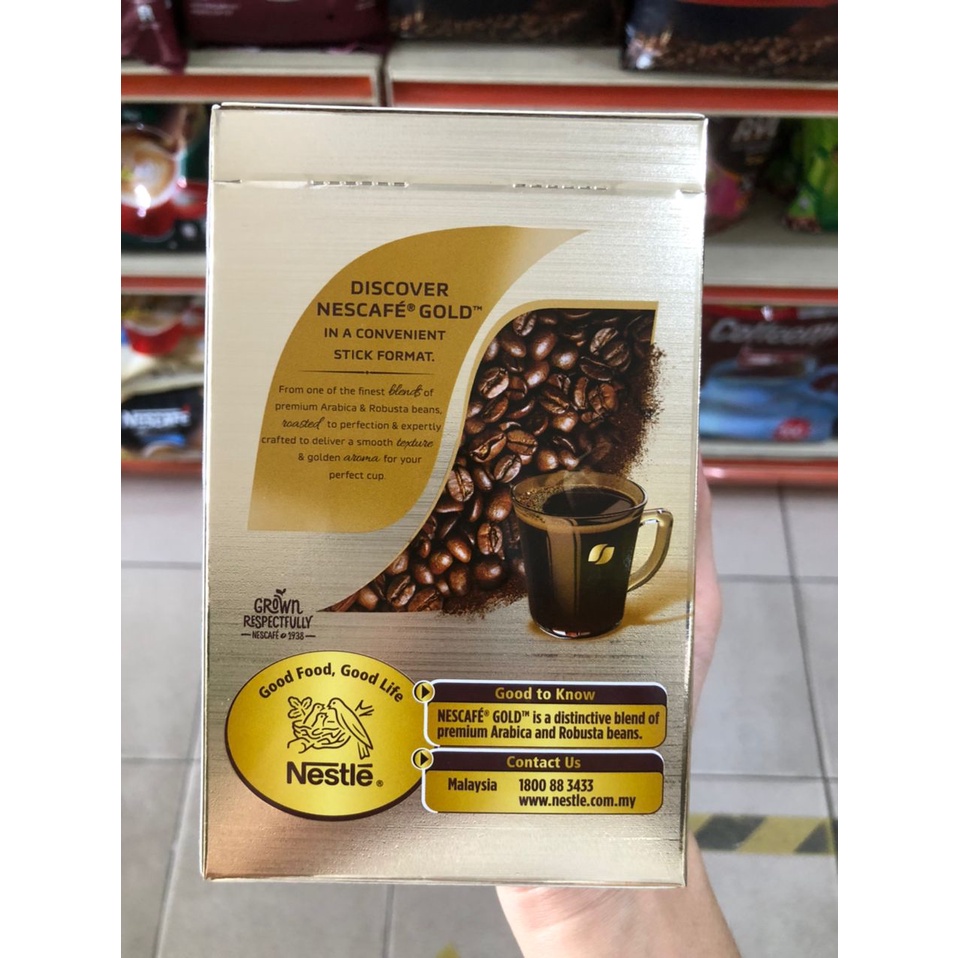 DISCOVER
NESCAFÉ® GOLD™
IN A CONVENIENT
STICK FORMAT.
From one of the finest blends of
premium Arabica & Robusta beans,
roasted to perfection & expertly
crafted to deliver a smooth texture
& golden aroma for your
perfect cup.
GROWN
RESPECTFULLY
NESCAFÉ 1938
Good Food, Good Life
Nestlé®
Good to Know
NESCAFÉ® GOLD™ is a distinctive blend of
premium Arabica and Robusta beans.
Contact Us
Malaysia 1800 88 3433
www.nestle.com.my
NESCAFÉ